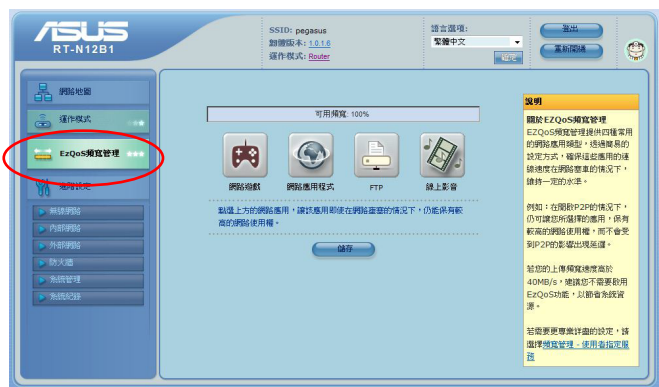 ASUS
RT-N12B1
SSID: pegasus
韌體版本: 1.0.1.6
運作模式: Router
語言選項:
繁體中文
確定
登出
重新開機
網路地圖
運作模式
EzQoS頻寬管理
進階設定
無線網路
內部網路
外部網路
防火牆
系統管理
系統紀錄
可用頻寬: 100%
網路遊戲
網路應用程式
FTP
線上影音
點選上方的網路應用，讓該應用即使在網路壅塞的情況下，仍能保有較
高的網路使用權。
儲存
說明
關於EZQoS頻寬管理
EZQoS頻寬管理提供四種常用
的網路應用類型，透過簡易的
設定方式，確保這些應用的連
線速度在網路塞車的情況下，
維持一定的水準。
例如：在開啟P2P的情況下，
仍可讓您所選擇的應用，保有
較高的網路使用權，而不會受
到P2P的影響出現延遲。
若您的上傳頻寬速度高於
40MB/s，建議您不需要啟用
EzQoS功能，以節省系統資
源。
若需要更專業詳盡的設定，請
選擇頻寬管理 - 使用者指定服
務